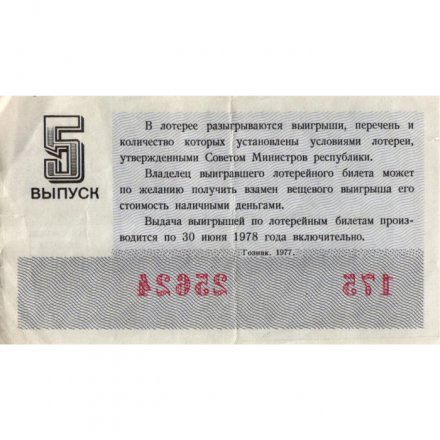 5
ВЫПУСК
В лотерее разыгрываются выигрыши, перечень и
количество которых установлены условиями лотереи,
утвержденными Советом Министров республики.
Владелец выигравшего лотерейного билета может
по желанию получить взамен вещевого выигрыша его
стоимость наличными деньгами.
Выдача выигрышей по лотерейным билетам произ-
водится по 30 июня 1978 года включительно.
Гознак. 1977.